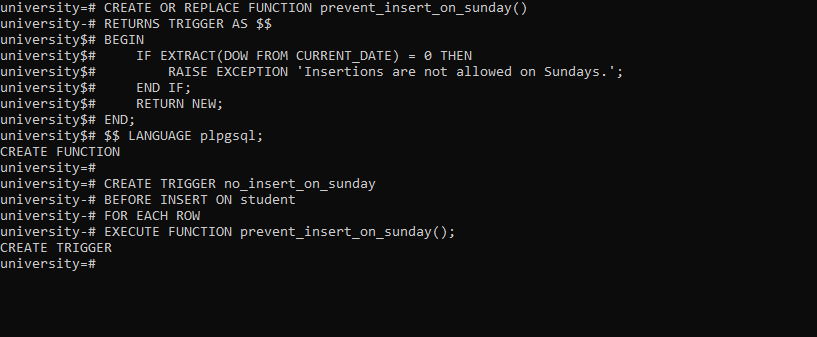 university=# CREATE OR REPLACE FUNCTION prevent_insert_on_sunday()
university-# RETURNS TRIGGER AS $$
university$# BEGIN
university$#     IF EXTRACT(DOW FROM CURRENT_DATE) = 0 THEN
university$#         RAISE EXCEPTION 'Insertions are not allowed on Sundays.';
university$#     END IF;
university$#     RETURN NEW;
university$# END;
university$# $$ LANGUAGE plpgsql;
CREATE FUNCTION
university=#
university=# CREATE TRIGGER no_insert_on_sunday
university-# BEFORE INSERT ON student
university-# FOR EACH ROW
university-# EXECUTE FUNCTION prevent_insert_on_sunday();
CREATE TRIGGER
university=#